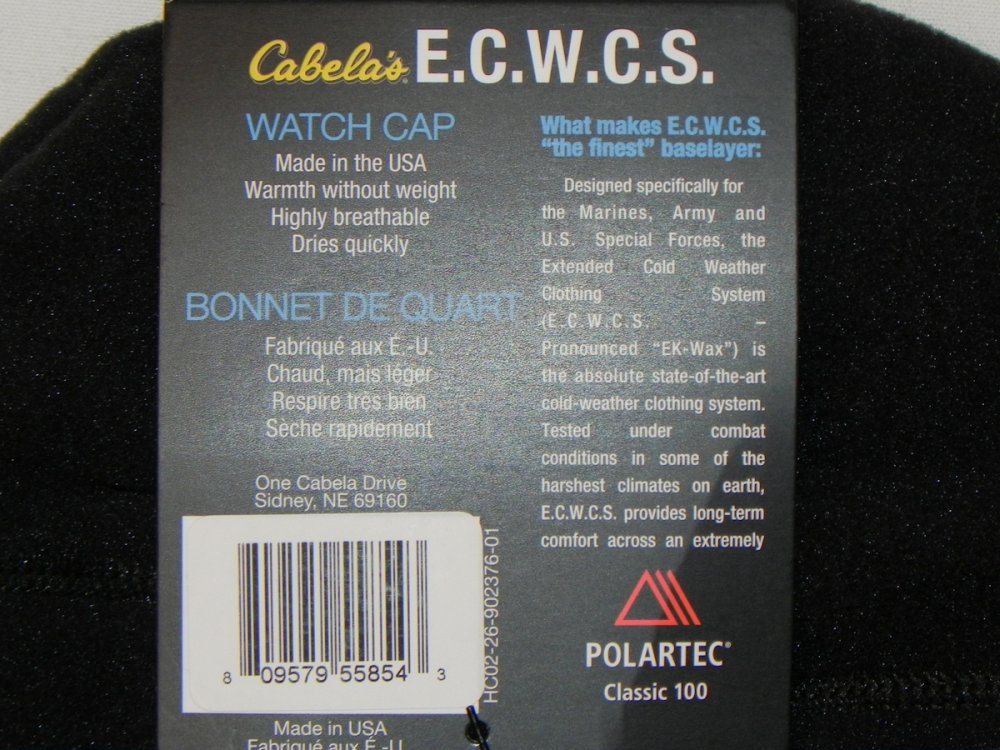 Cabela's® E.C.W.C.S.
WATCH CAP
Made in the USA
Warmth without weight
Highly breathable
Dries quickly
BONNET DE QUART
Fabriqué aux É.-U.
Chaud, mais léger
Respire très bien
Sèche rapidement
One Cabela Drive
Sidney, NE 69160
8 09579 55854 3
HC02-26-902376-01
Made in USA
Fabriqué aux É.-U.
What makes E.C.W.C.S.
“the finest” baselayer:
Designed specifically for
the Marines, Army and
U.S. Special Forces, the
Extended Cold Weather
Clothing System
(E.C.W.C.S. –
Pronounced “EK-Wax”) is
the absolute state-of-the-art
cold-weather clothing system.
Tested under combat
conditions in some of the
harshest climates on earth,
E.C.W.C.S. provides long-term
comfort across an extremely
POLARTEC®
Classic 100